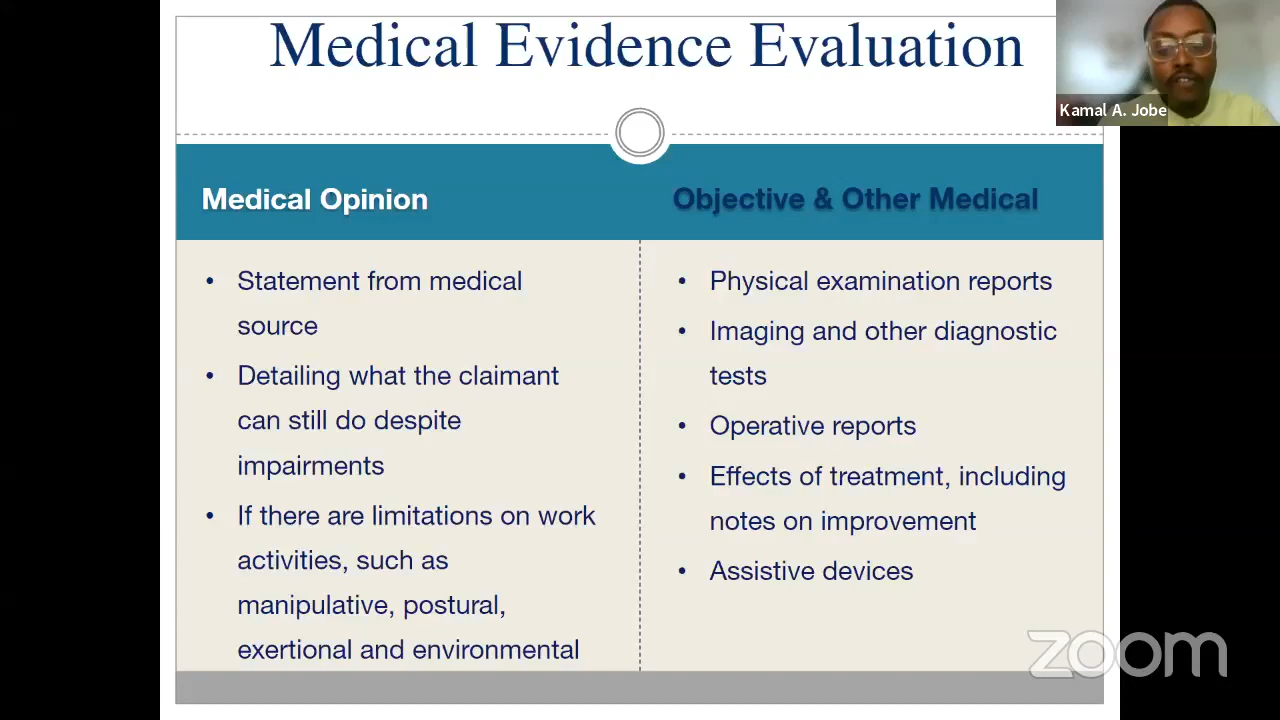 Medical Evidence Evaluation
Kamal A. Jobe
Medical Opinion
• Statement from medical
source
• Detailing what the claimant
can still do despite
impairments
• If there are limitations on work
activities, such as
manipulative, postural,
exertional and environmental
Objective & Other Medical
• Physical examination reports
• Imaging and other diagnostic
tests
• Operative reports
• Effects of treatment, including
notes on improvement
• Assistive devices
zoom